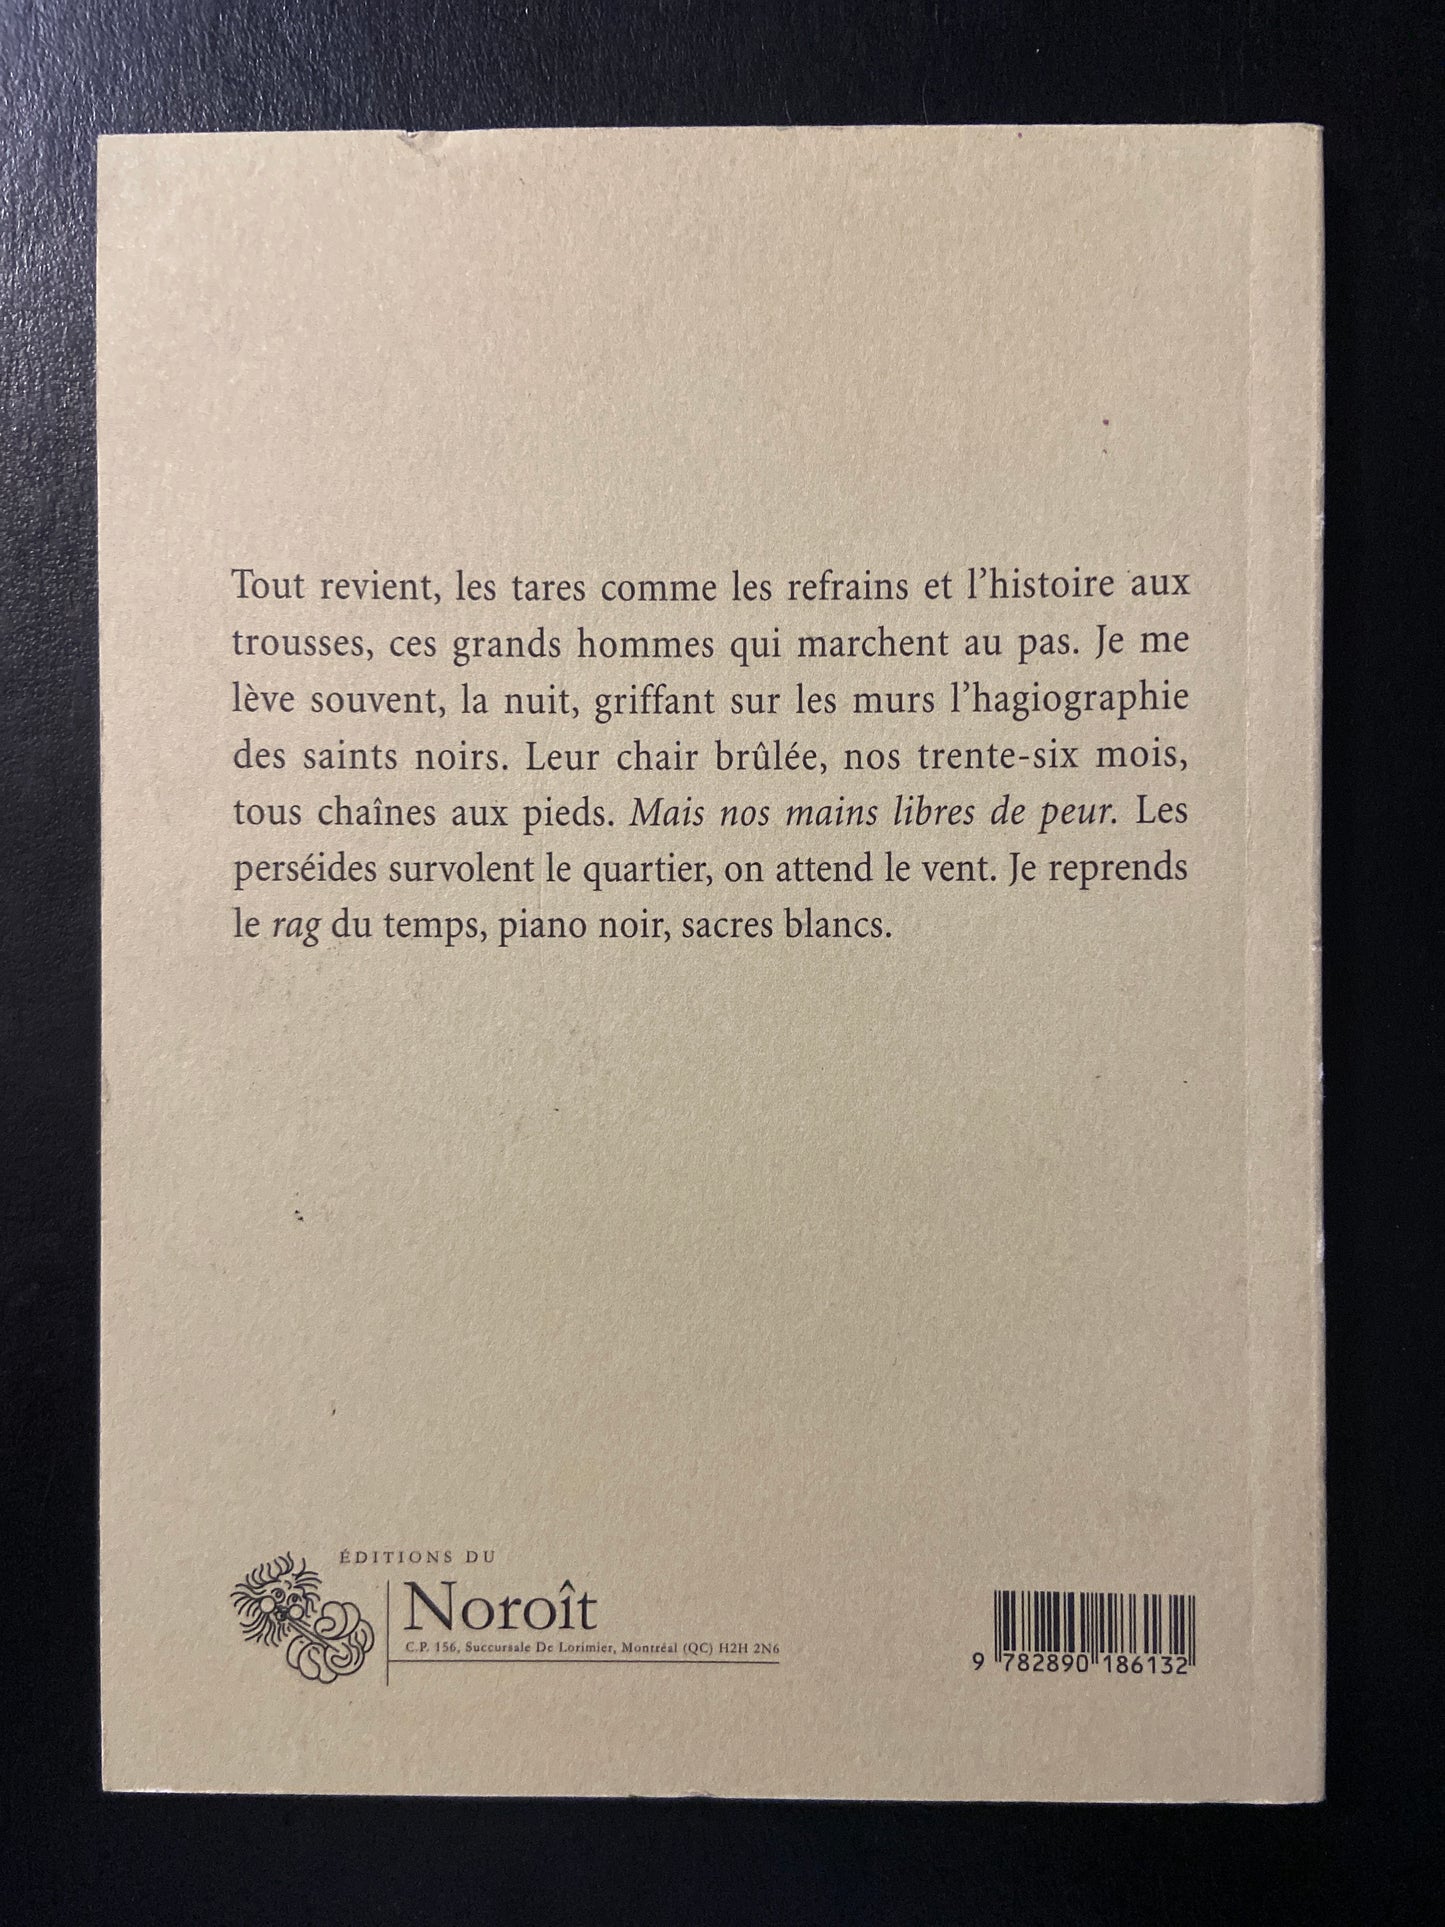 Tout revient, les tares comme les refrains et l’histoire aux
trousses, ces grands hommes qui marchent au pas. Je me
lève souvent, la nuit, griffant sur les murs l’hagiographie
des saints noirs. Leur chair brûlée, nos trente-six mois,
tous chaînes aux pieds. Mais nos mains libres de peur. Les
perséides survolent le quartier, on attend le vent. Je reprends
le rag du temps, piano noir, sacres blancs.
ÉDITIONS DU
Noroît
C.P. 156, Succursale De Lorimier, Montréal (QC) H2H 2N6
9 782890 186132